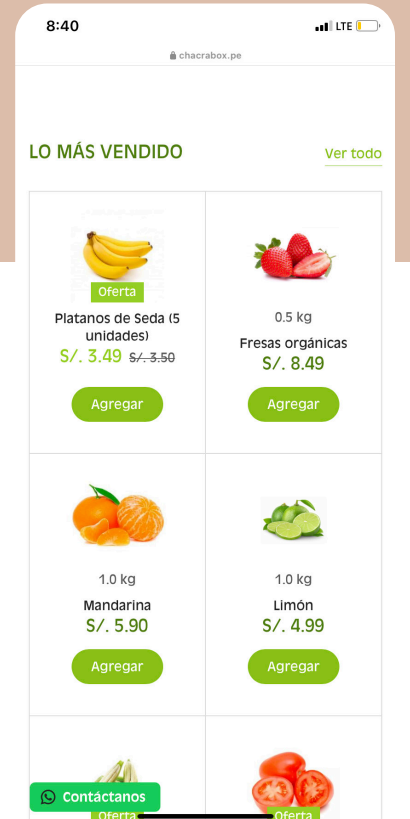 8:40
LTE
chacrabox.pe
LO MÁS VENDIDO
Ver todo
Oferta
Platanos de Seda (5
unidades)
S/. 3.49 S/. 3.50
Agregar
0.5 kg
Fresas orgánicas
S/. 8.49
Agregar
1.0 kg
Mandarina
S/. 5.90
Agregar
1.0 kg
Limón
S/. 4.99
Agregar
Contáctanos
Oferta
Oferta